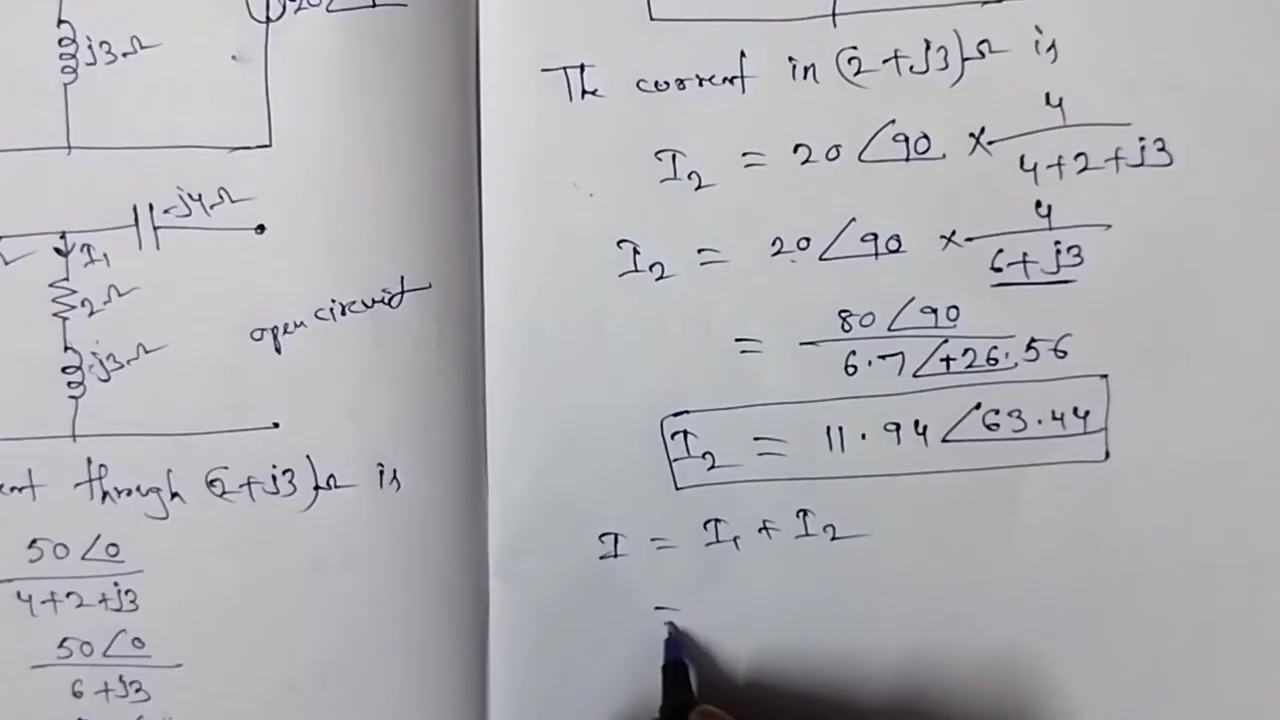 20∠
j3Ω
-j4Ω
I₁
2Ω
j3Ω
open circuit
through (2+j3)Ω is
50∠0
4+2+j3
50∠0
6+j3
The current in (2+j3)Ω is
I₂ = 20∠90 × 4/(4+2+j3)
I₂ = 20∠90 × 4/(6+j3)
= 80∠90 / 6.7∠+26.56
I₂ = 11.94∠63.44
I = I₁ + I₂
=